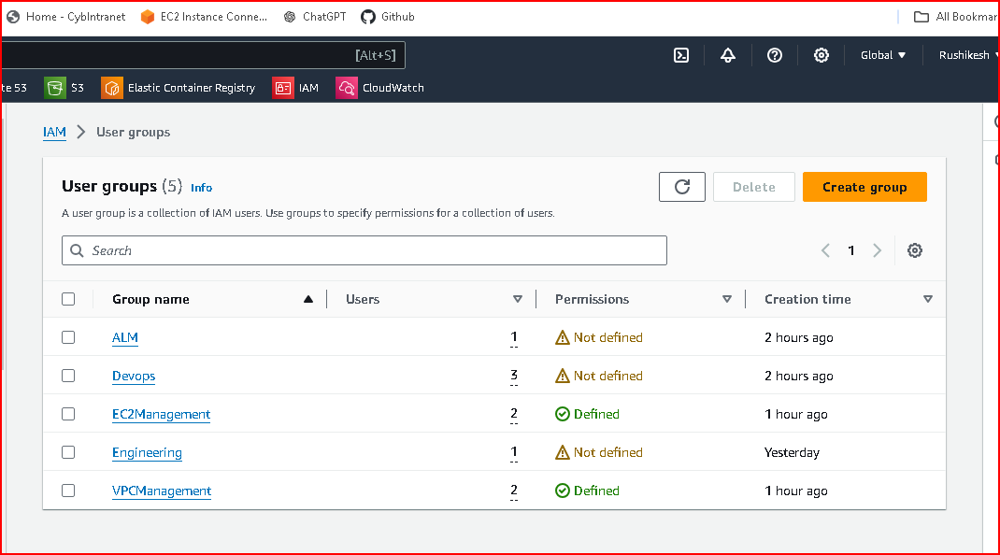 Home - CybIntranet EC2 Instance Conne... ChatGPT Github All Bookmar
[Alt+S] Global ▼ Rushikesh
te S3 S3 Elastic Container Registry IAM CloudWatch
IAM > User groups
User groups (5) Info
Delete Create group
A user group is a collection of IAM users. Use groups to specify permissions for a collection of users.
Search 1
Group name Users Permissions Creation time
ALM 1 Not defined 2 hours ago
Devops 3 Not defined 2 hours ago
EC2Management 2 Defined 1 hour ago
Engineering 1 Not defined Yesterday
VPCManagement 2 Defined 1 hour ago